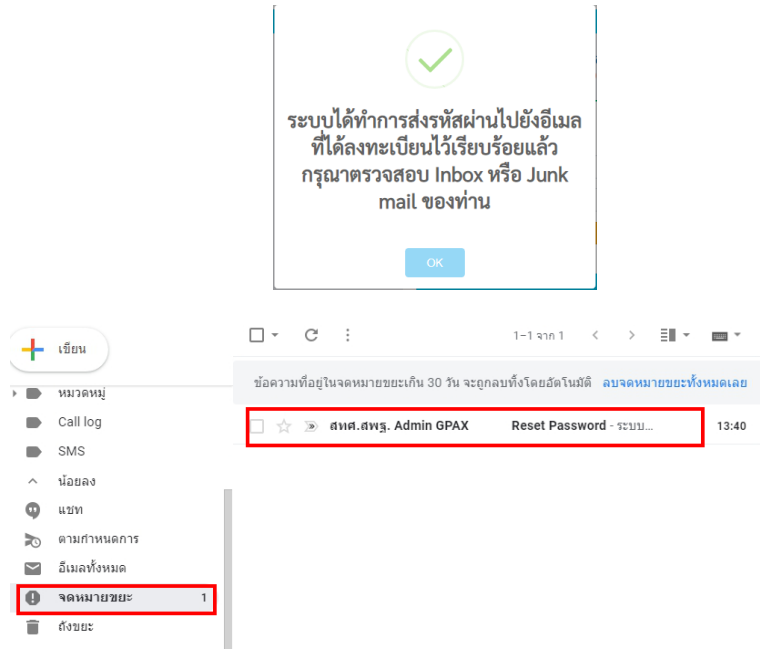 ระบบได้ทำการส่งรหัสผ่านไปยังอีเมล
ที่ได้ลงทะเบียนไว้เรียบร้อยแล้ว
กรุณาตรวจสอบ Inbox หรือ Junk
mail ของท่าน
OK
เขียน
1-1 จาก 1
หมวดหมู่
ข้อความที่อยู่ในจดหมายขยะเกิน 30 วัน จะถูกลบทิ้งโดยอัตโนมัติ ลบจดหมายขยะทั้งหมดเลย
Call log
สทศ.สพฐ. Admin GPAX Reset Password - ระบบ... 13:40
SMS
น้อยลง
แชท
ตามกำหนดการ
อีเมลทั้งหมด
จดหมายขยะ 1
ถังขยะ